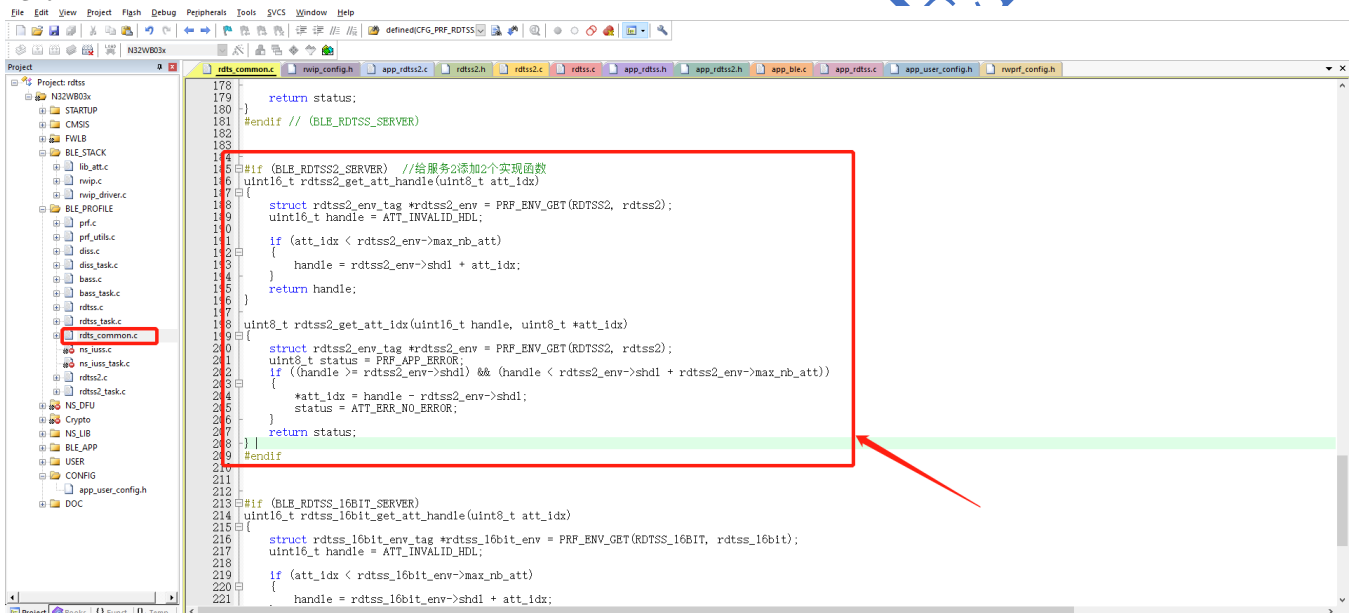 File Edit View Project Flash Debug Peripherals Tools SVCS Window Help
defined(CFG_PRF_RDTSS
N32WB03x
Project
rdts_common.c rwip_config.h app_rdtss2.c rdtss2.h rdtss2.c rdtss.c app_rdtss.h app_rdtss2.h app_ble.c app_rdtss.c app_user_config.h rwprf_config.h
Project: rdtss
N32WB03x
STARTUP
CMSIS
FWLB
BLE_STACK
lib_att.c
rwip.c
rwip_driver.c
BLE_PROFILE
prf.c
prf_utils.c
diss.c
diss_task.c
bass.c
bass_task.c
rdtss.c
rdtss_task.c
rdts_common.c
ns_iuss.c
ns_iuss_task.c
rdtss2.c
rdtss2_task.c
NS_DFU
Crypto
NS_LIB
BLE_APP
USER
CONFIG
app_user_config.h
DOC
178
179 return status;
180 }
181 #endif // (BLE_RDTSS_SERVER)
182
183
184
185 #if (BLE_RDTSS2_SERVER) //给服务2添加2个实现函数
186 uint16_t rdtss2_get_att_handle(uint8_t att_idx)
187 {
188 struct rdtss2_env_tag *rdtss2_env = PRF_ENV_GET(RDTSS2, rdtss2);
189 uint16_t handle = ATT_INVALID_HDL;
190
191 if (att_idx < rdtss2_env->max_nb_att)
192 {
193 handle = rdtss2_env->shdl + att_idx;
194 }
195 return handle;
196 }
197
198 uint8_t rdtss2_get_att_idx(uint16_t handle, uint8_t *att_idx)
199 {
200 struct rdtss2_env_tag *rdtss2_env = PRF_ENV_GET(RDTSS2, rdtss2);
201 uint8_t status = PRF_APP_ERROR;
202 if ((handle >= rdtss2_env->shdl) && (handle < rdtss2_env->shdl + rdtss2_env->max_nb_att))
203 {
204 *att_idx = handle - rdtss2_env->shdl;
205 status = ATT_ERR_NO_ERROR;
206 }
207 return status;
208 }
209 #endif
210
211
212
213 #if (BLE_RDTSS_16BIT_SERVER)
214 uint16_t rdtss_16bit_get_att_handle(uint8_t att_idx)
215 {
216 struct rdtss_16bit_env_tag *rdtss_16bit_env = PRF_ENV_GET(RDTSS_16BIT, rdtss_16bit);
217 uint16_t handle = ATT_INVALID_HDL;
218
219 if (att_idx < rdtss_16bit_env->max_nb_att)
220 {
221 handle = rdtss_16bit_env->shdl + att_idx;